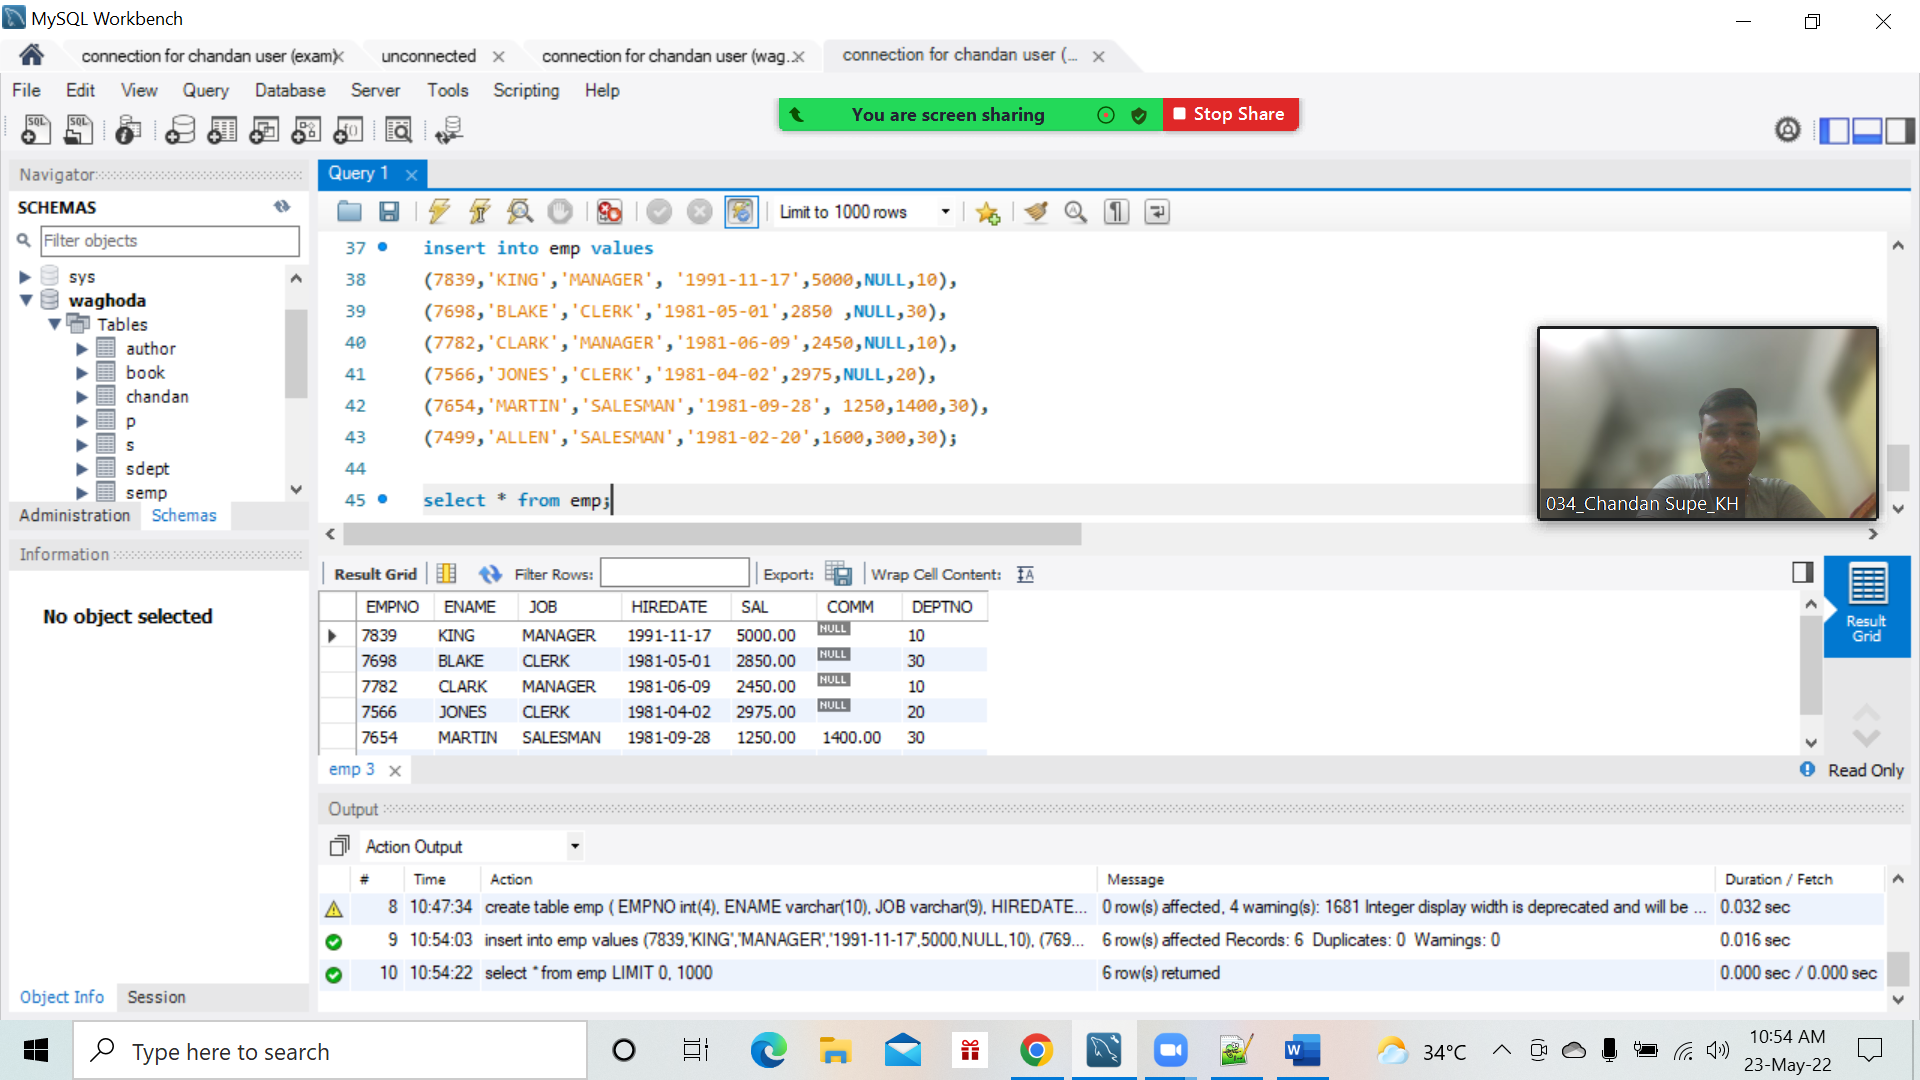 MySQL Workbench
connection for chandan user (exam)
unconnected
connection for chandan user (wag...
connection for chandan user (...
File Edit View Query Database Server Tools Scripting Help
You are screen sharing
Stop Share
Navigator
SCHEMAS
Filter objects
sys
waghoda
Tables
author
book
chandan
p
s
sdept
semp
Administration Schemas
Information
No object selected
Object Info Session
Query 1
Limit to 1000 rows
37 insert into emp values
38 (7839,'KING','MANAGER', '1991-11-17',5000,NULL,10),
39 (7698,'BLAKE','CLERK','1981-05-01',2850 ,NULL,30),
40 (7782,'CLARK','MANAGER','1981-06-09',2450,NULL,10),
41 (7566,'JONES','CLERK','1981-04-02',2975,NULL,20),
42 (7654,'MARTIN','SALESMAN','1981-09-28', 1250,1400,30),
43 (7499,'ALLEN','SALESMAN','1981-02-20',1600,300,30);
44
45 select * from emp;
034_Chandan Supe_KH
Result Grid Filter Rows: Export: Wrap Cell Content:
EMPNO ENAME JOB HIREDATE SAL COMM DEPTNO
7839 KING MANAGER 1991-11-17 5000.00 NULL 10
7698 BLAKE CLERK 1981-05-01 2850.00 NULL 30
7782 CLARK MANAGER 1981-06-09 2450.00 NULL 10
7566 JONES CLERK 1981-04-02 2975.00 NULL 20
7654 MARTIN SALESMAN 1981-09-28 1250.00 1400.00 30
Result
Grid
emp 3
Read Only
Output
Action Output
# Time Action Message Duration / Fetch
8 10:47:34 create table emp ( EMPNO int(4), ENAME varchar(10), JOB varchar(9), HIREDATE... 0 row(s) affected, 4 warning(s): 1681 Integer display width is deprecated and will be ... 0.032 sec
9 10:54:03 insert into emp values (7839,'KING','MANAGER','1991-11-17',5000,NULL,10), (769... 6 row(s) affected Records: 6 Duplicates: 0 Warnings: 0 0.016 sec
10 10:54:22 select * from emp LIMIT 0, 1000 6 row(s) returned 0.000 sec / 0.000 sec
Type here to search
34°C
10:54 AM
23-May-22